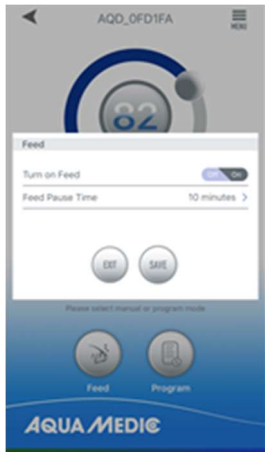 AQD_0FD1FA
MENU
82
Feed
Turn on Feed
Off On
Feed Pause Time 10 minutes >
EXIT SAVE
Please select manual or program mode
Feed Program
AQUA MEDIC